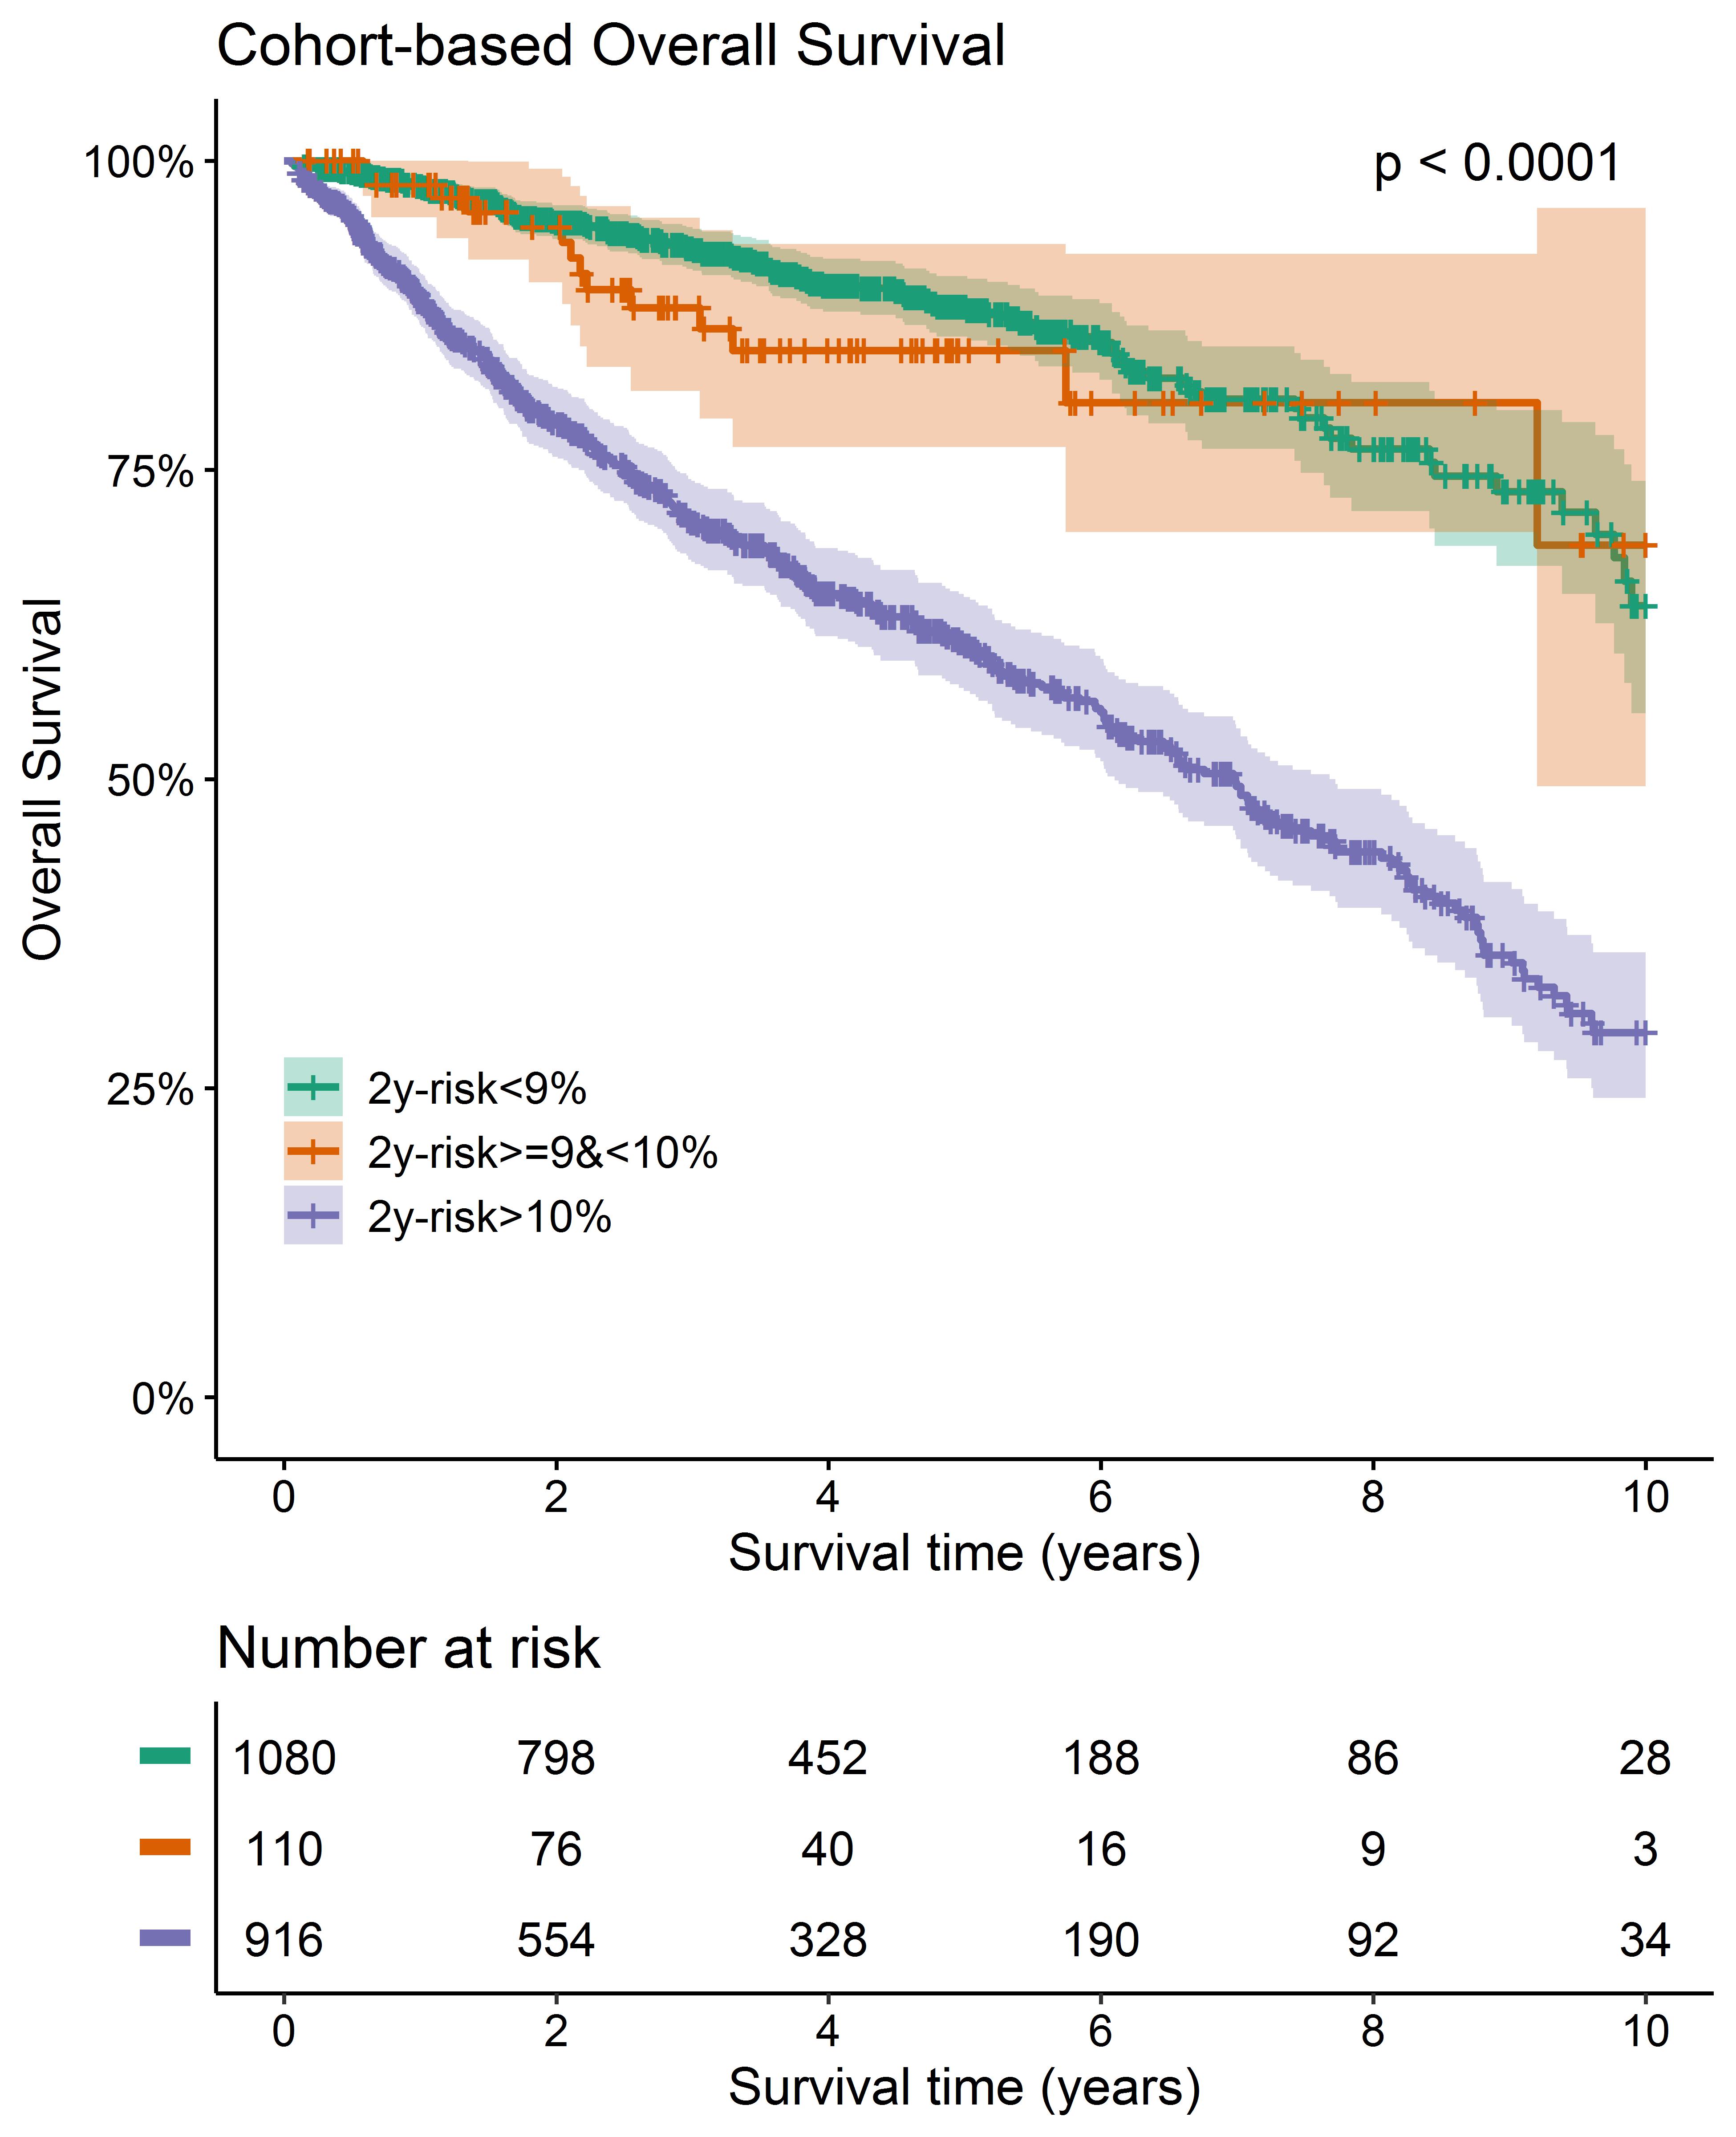 Cohort-based Overall Survival
p < 0.0001
100%
75%
50%
25%
0%
Overall Survival
2y-risk<9%
2y-risk>=9&<10%
2y-risk>10%
0 2 4 6 8 10
Survival time (years)
Number at risk
1080 798 452 188 86 28
110 76 40 16 9 3
916 554 328 190 92 34
0 2 4 6 8 10
Survival time (years)